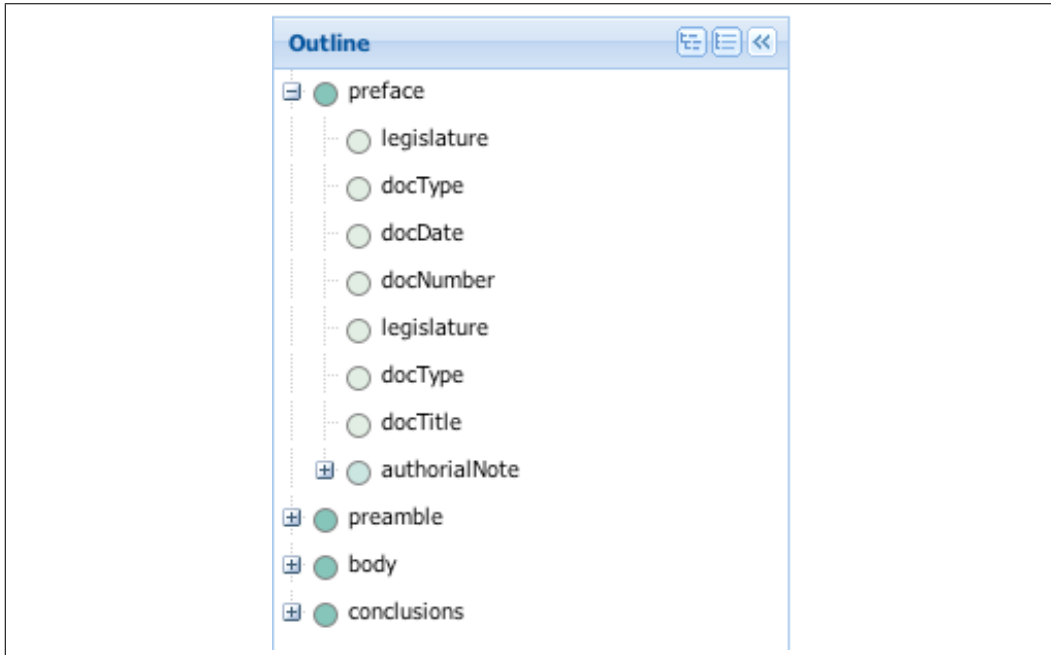 Outline
preface
legislature
docType
docDate
docNumber
legislature
docType
docTitle
authorialNote
preamble
body
conclusions